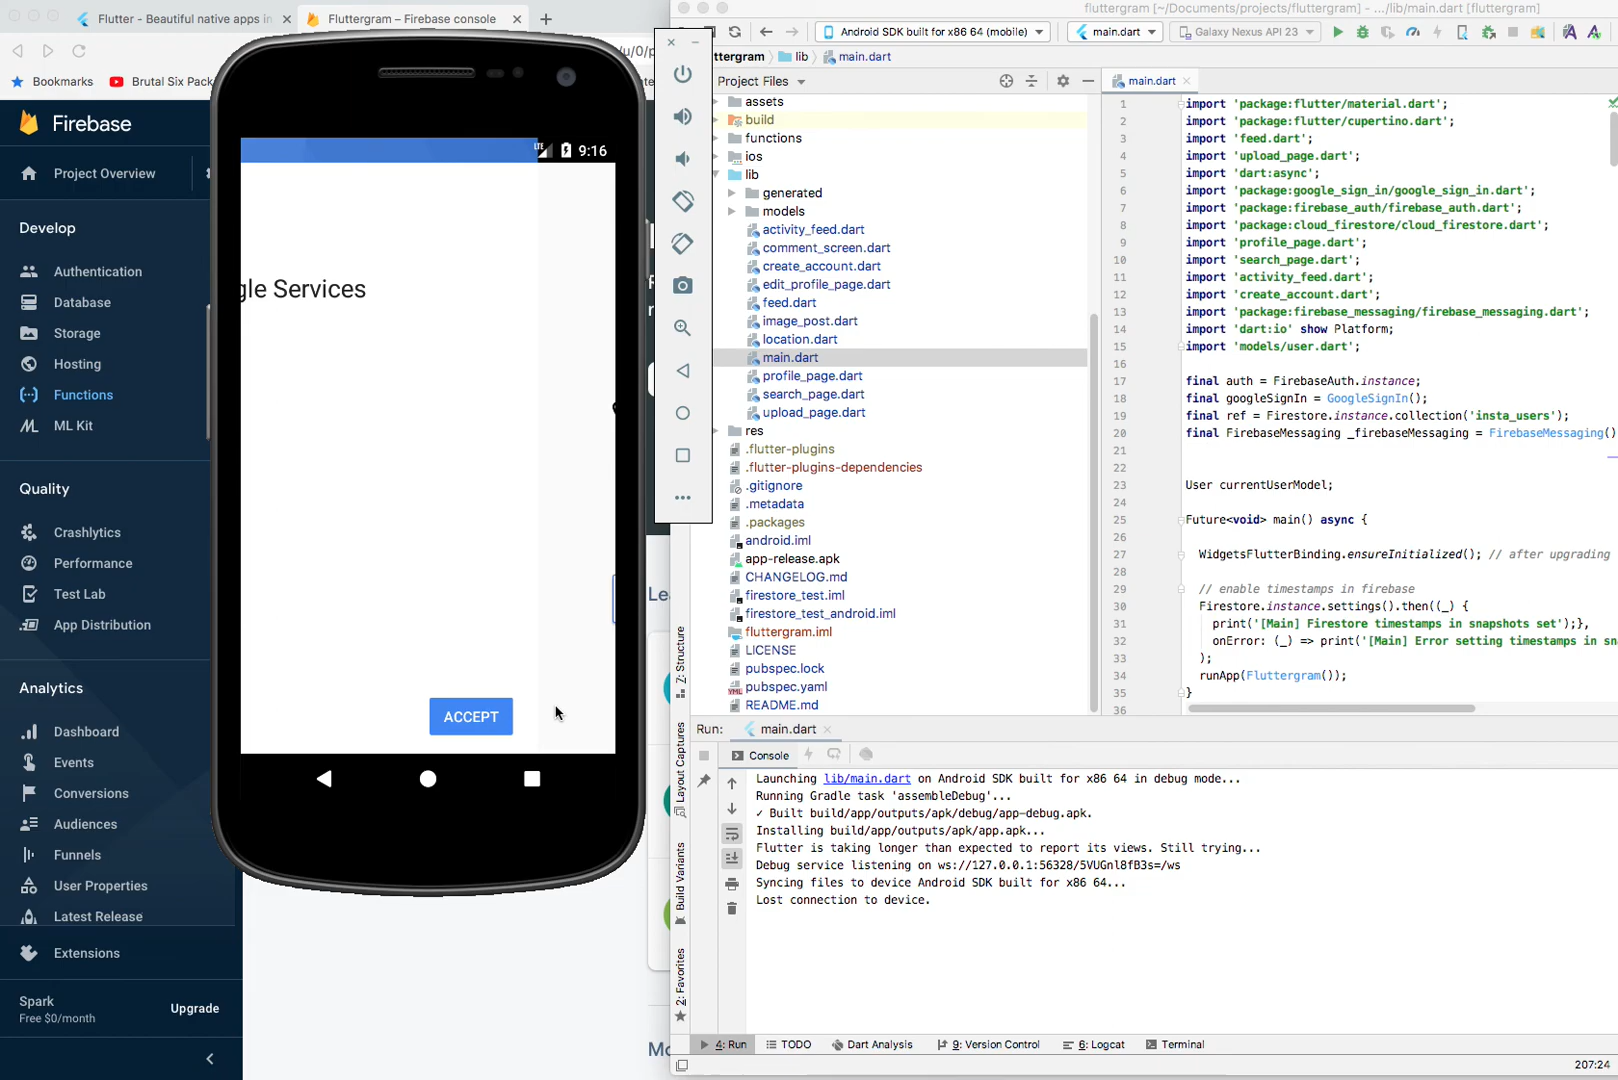 Flutter - Beautiful native apps in
Fluttergram – Firebase console
/u/0/p
Bookmarks
Brutal Six Pack
Firebase
Project Overview
Develop
Authentication
Database
Storage
Hosting
Functions
ML Kit
Quality
Crashlytics
Performance
Test Lab
App Distribution
Analytics
Dashboard
Events
Conversions
Audiences
Funnels
User Properties
Latest Release
Extensions
Spark
Free $0/month
Upgrade
LTE
9:16
gle Services
ACCEPT
Le
Mo
fluttergram [~/Documents/projects/fluttergram] - .../lib/main.dart [fluttergram]
Android SDK built for x86 64 (mobile)
main.dart
Galaxy Nexus API 23
ttergram
lib
main.dart
Project Files
assets
build
functions
ios
lib
generated
models
activity_feed.dart
comment_screen.dart
create_account.dart
edit_profile_page.dart
feed.dart
image_post.dart
location.dart
main.dart
profile_page.dart
search_page.dart
upload_page.dart
res
.flutter-plugins
.flutter-plugins-dependencies
.gitignore
.metadata
.packages
android.iml
app-release.apk
CHANGELOG.md
firestore_test.iml
firestore_test_android.iml
fluttergram.iml
LICENSE
pubspec.lock
pubspec.yaml
README.md
main.dart
1 import 'package:flutter/material.dart';
2 import 'package:flutter/cupertino.dart';
3 import 'feed.dart';
4 import 'upload_page.dart';
5 import 'dart:async';
6 import 'package:google_sign_in/google_sign_in.dart';
7 import 'package:firebase_auth/firebase_auth.dart';
8 import 'package:cloud_firestore/cloud_firestore.dart';
9 import 'profile_page.dart';
10 import 'search_page.dart';
11 import 'activity_feed.dart';
12 import 'create_account.dart';
13 import 'package:firebase_messaging/firebase_messaging.dart';
14 import 'dart:io' show Platform;
15 import 'models/user.dart';
16
17 final auth = FirebaseAuth.instance;
18 final googleSignIn = GoogleSignIn();
19 final ref = Firestore.instance.collection('insta_users');
20 final FirebaseMessaging _firebaseMessaging = FirebaseMessaging()
21
22
23 User currentUserModel;
24
25 Future<void> main() async {
26
27 WidgetsFlutterBinding.ensureInitialized(); // after upgrading
28
29 // enable timestamps in firebase
30 Firestore.instance.settings().then((_) {
31 print('[Main] Firestore timestamps in snapshots set');},
32 onError: (_) => print('[Main] Error setting timestamps in sna
33 );
34 runApp(Fluttergram());
35 }
36
Run: main.dart
Console
Launching lib/main.dart on Android SDK built for x86 64 in debug mode...
Running Gradle task 'assembleDebug'...
✓ Built build/app/outputs/apk/debug/app-debug.apk.
Installing build/app/outputs/apk/app.apk...
Flutter is taking longer than expected to report its views. Still trying...
Debug service listening on ws://127.0.0.1:56328/5VUGnl8fB3s=/ws
Syncing files to device Android SDK built for x86 64...
Lost connection to device.
Z: Structure
Layout Captures
Build Variants
2: Favorites
4: Run
TODO
Dart Analysis
9: Version Control
6: Logcat
Terminal
207:24